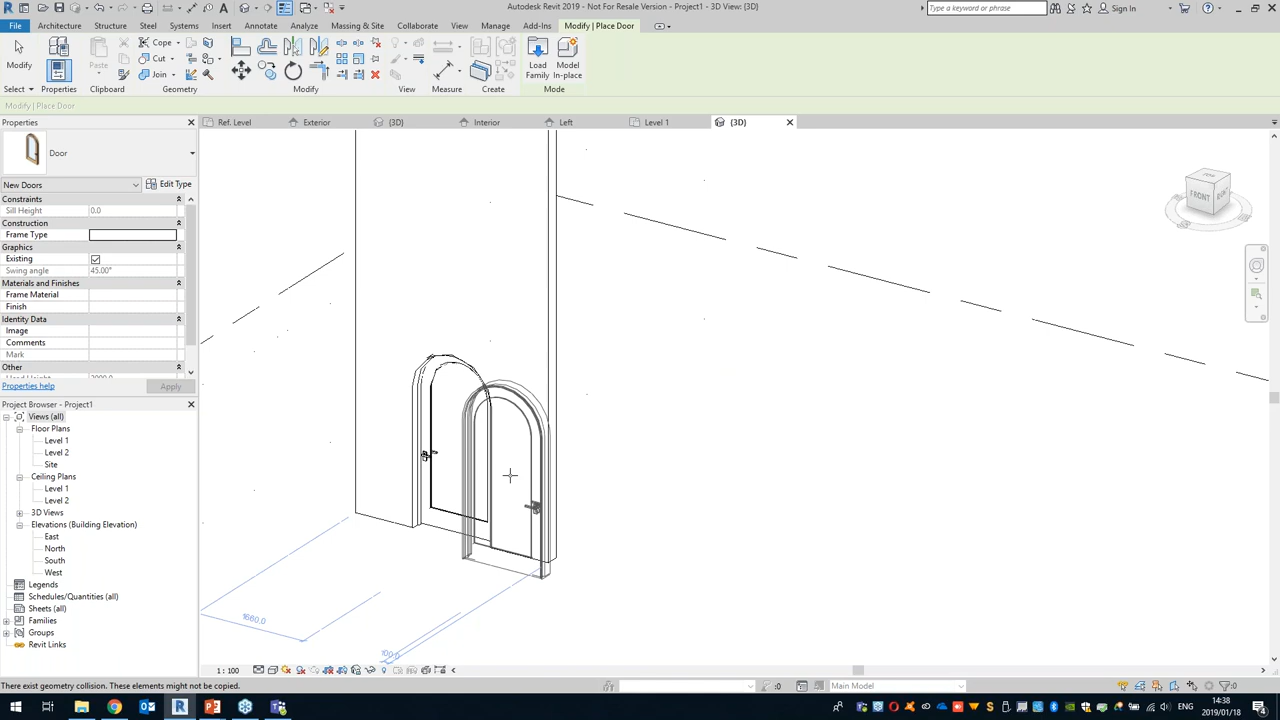 Autodesk Revit 2019 - Not For Resale Version - Project1 - 3D View: {3D}
Type a keyword or phrase
Sign In
File Architecture Structure Steel Systems Insert Annotate Analyze Massing & Site Collaborate View Manage Add-Ins Modify | Place Door
Modify
Paste
Cope
Cut
Join
Load Family
Model In-place
Select Properties Clipboard Geometry Modify View Measure Create Mode
Modify | Place Door
Properties
Ref. Level Exterior {3D} Interior Left Level 1 {3D}
Door
New Doors
Edit Type
Constraints
Sill Height 0.0
Construction
Frame Type
Graphics
Existing
Swing angle 45.00°
Materials and Finishes
Frame Material
Finish
Identity Data
Image
Comments
Mark
Other
Properties help
Apply
Project Browser - Project1
Views (all)
Floor Plans
Level 1
Level 2
Site
Ceiling Plans
Level 1
Level 2
3D Views
Elevations (Building Elevation)
East
North
South
West
Legends
Schedules/Quantities (all)
Sheets (all)
Families
Groups
Revit Links
FRONT
1660.0
100.0
1 : 100
There exist geometry collision. These elements might not be copied.
:0
Main Model
:0
14:38
2019/01/18